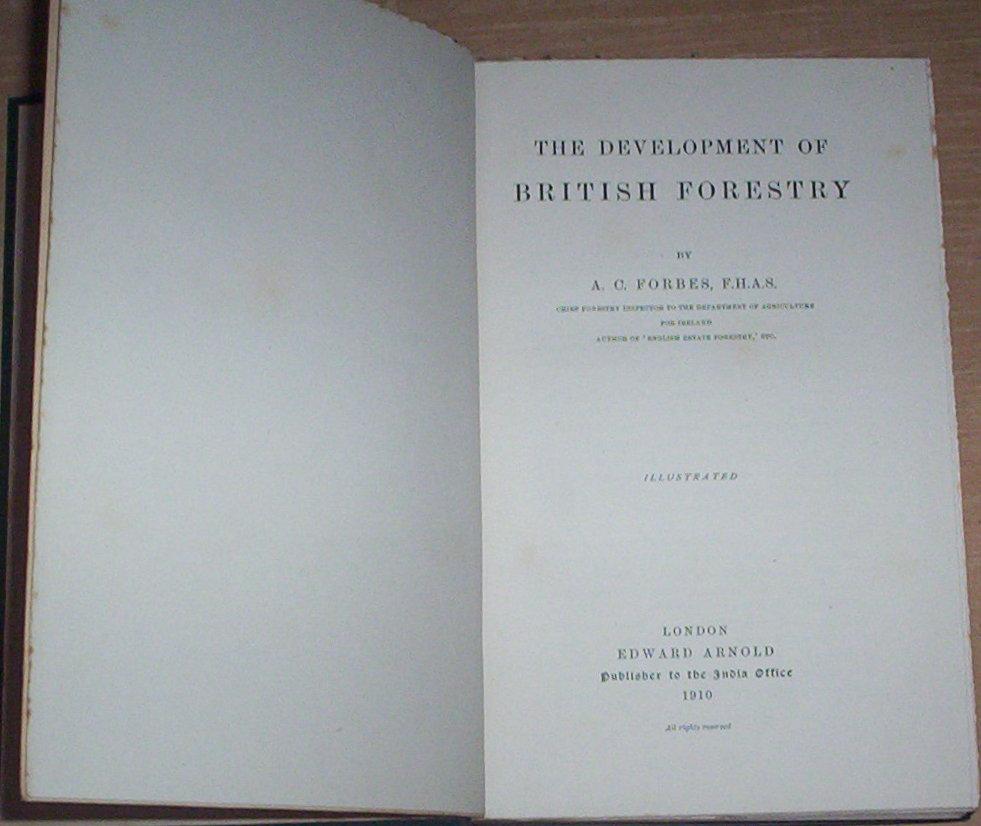 THE DEVELOPMENT OF
BRITISH FORESTRY
BY
A. C. FORBES, F.H.A.S.
CHIEF FORESTRY INSPECTOR TO THE DEPARTMENT OF AGRICULTURE
FOR IRELAND
AUTHOR OF 'ENGLISH ESTATE FORESTRY,' ETC.
ILLUSTRATED
LONDON
EDWARD ARNOLD
Publisher to the India Office
1910
All rights reserved